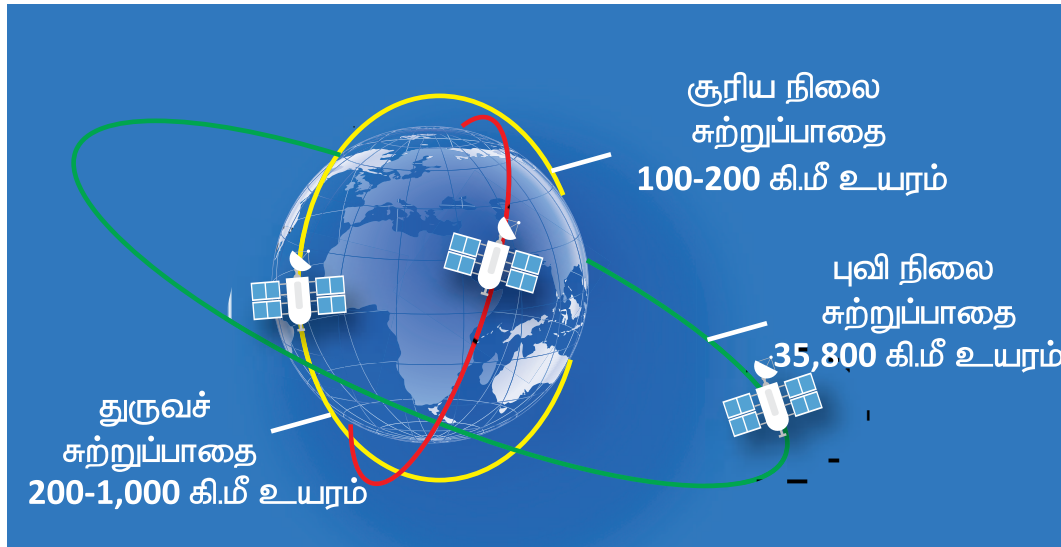 சூரிய நிலை
சுற்றுப்பாதை
100-200 கி.மீ உயரம்
புவி நிலை
சுற்றுப்பாதை
35,800 கி.மீ உயரம்
துருவச்
சுற்றுப்பாதை
200-1,000 கி.மீ உயரம்